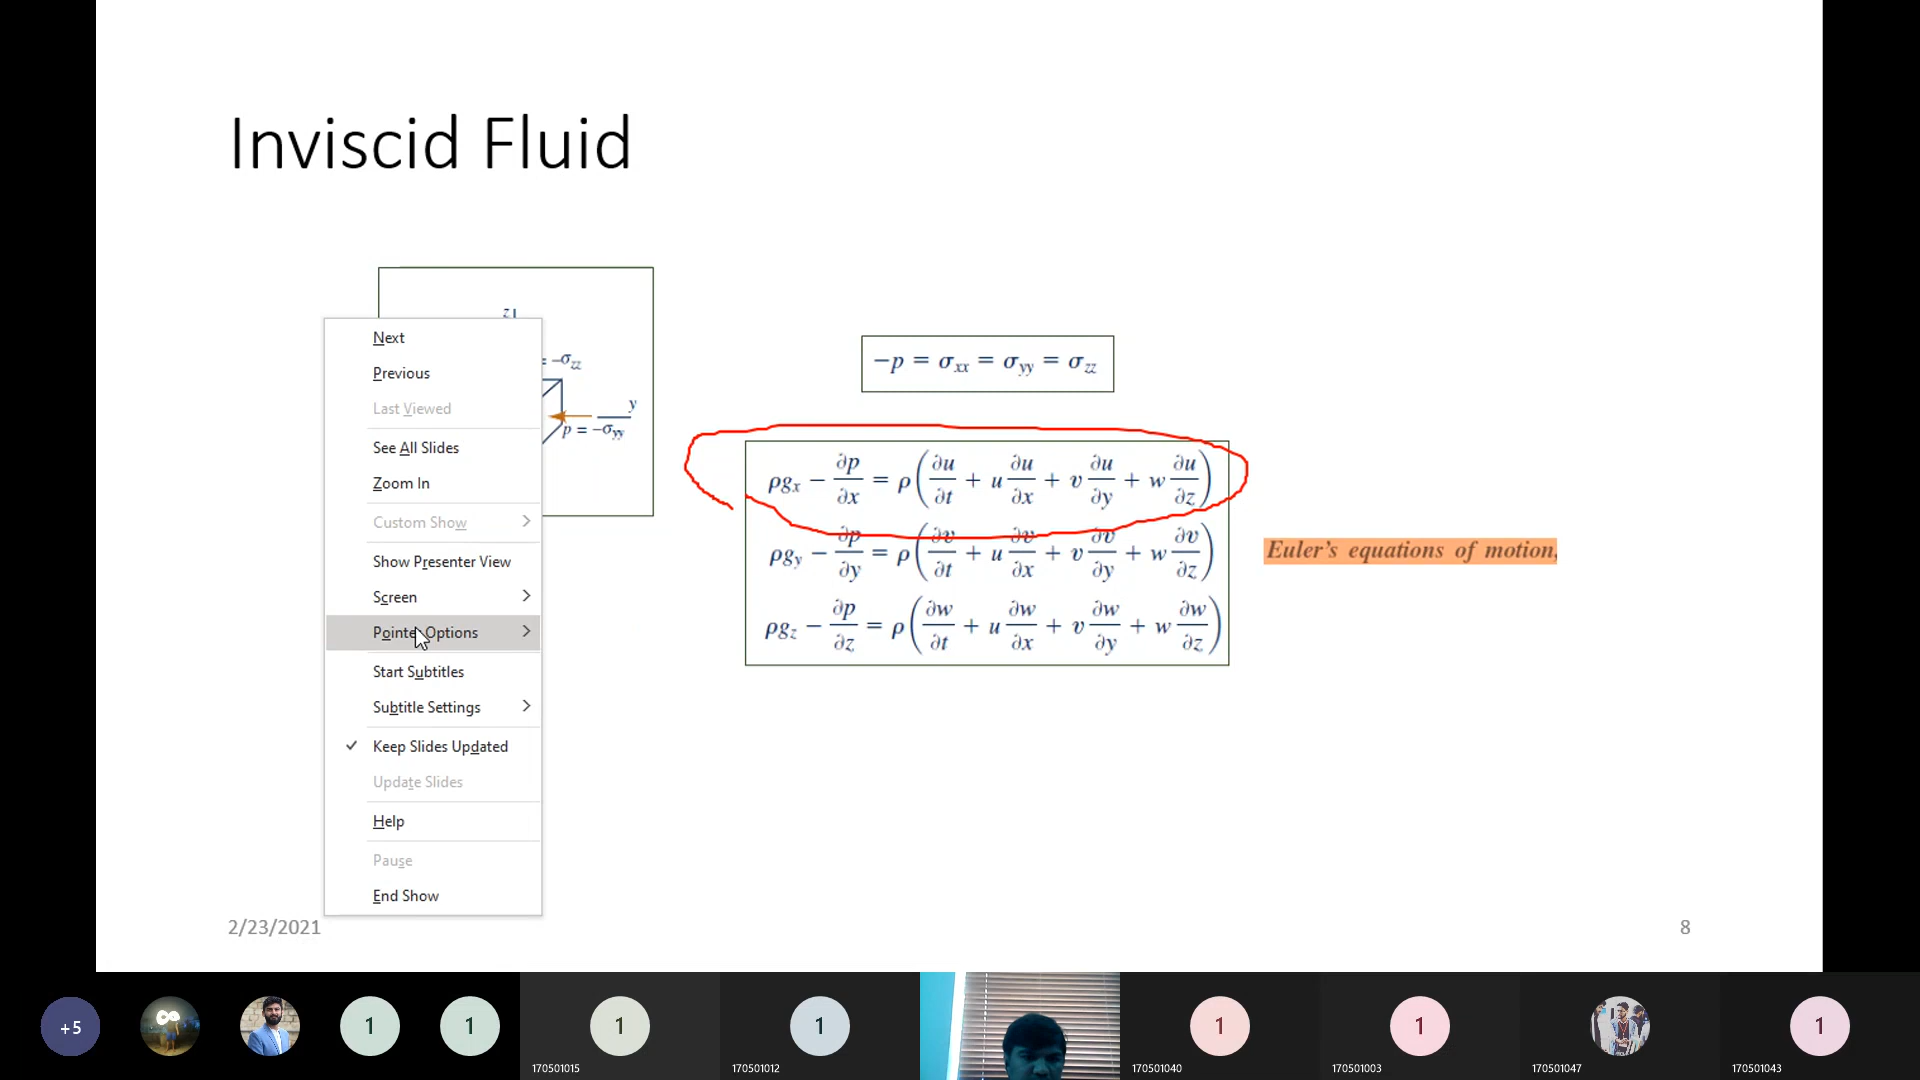 Inviscid Fluid
z
= −σzz
y
p = −σyy
−p = σxx = σyy = σzz
ρgx − ∂p/∂x = ρ(∂u/∂t + u ∂u/∂x + v ∂u/∂y + w ∂u/∂z)
ρgy − ∂p/∂y = ρ(∂v/∂t + u ∂v/∂x + v ∂v/∂y + w ∂v/∂z)
ρgz − ∂p/∂z = ρ(∂w/∂t + u ∂w/∂x + v ∂w/∂y + w ∂w/∂z)
Euler's equations of motion.
Next
Previous
Last Viewed
See All Slides
Zoom In
Custom Show
Show Presenter View
Screen
Pointer Options
Start Subtitles
Subtitle Settings
Keep Slides Updated
Update Slides
Help
Pause
End Show
2/23/2021
8
+5
1
1
1
170501015
1
170501012
1
170501040
1
170501003
170501047
1
170501043